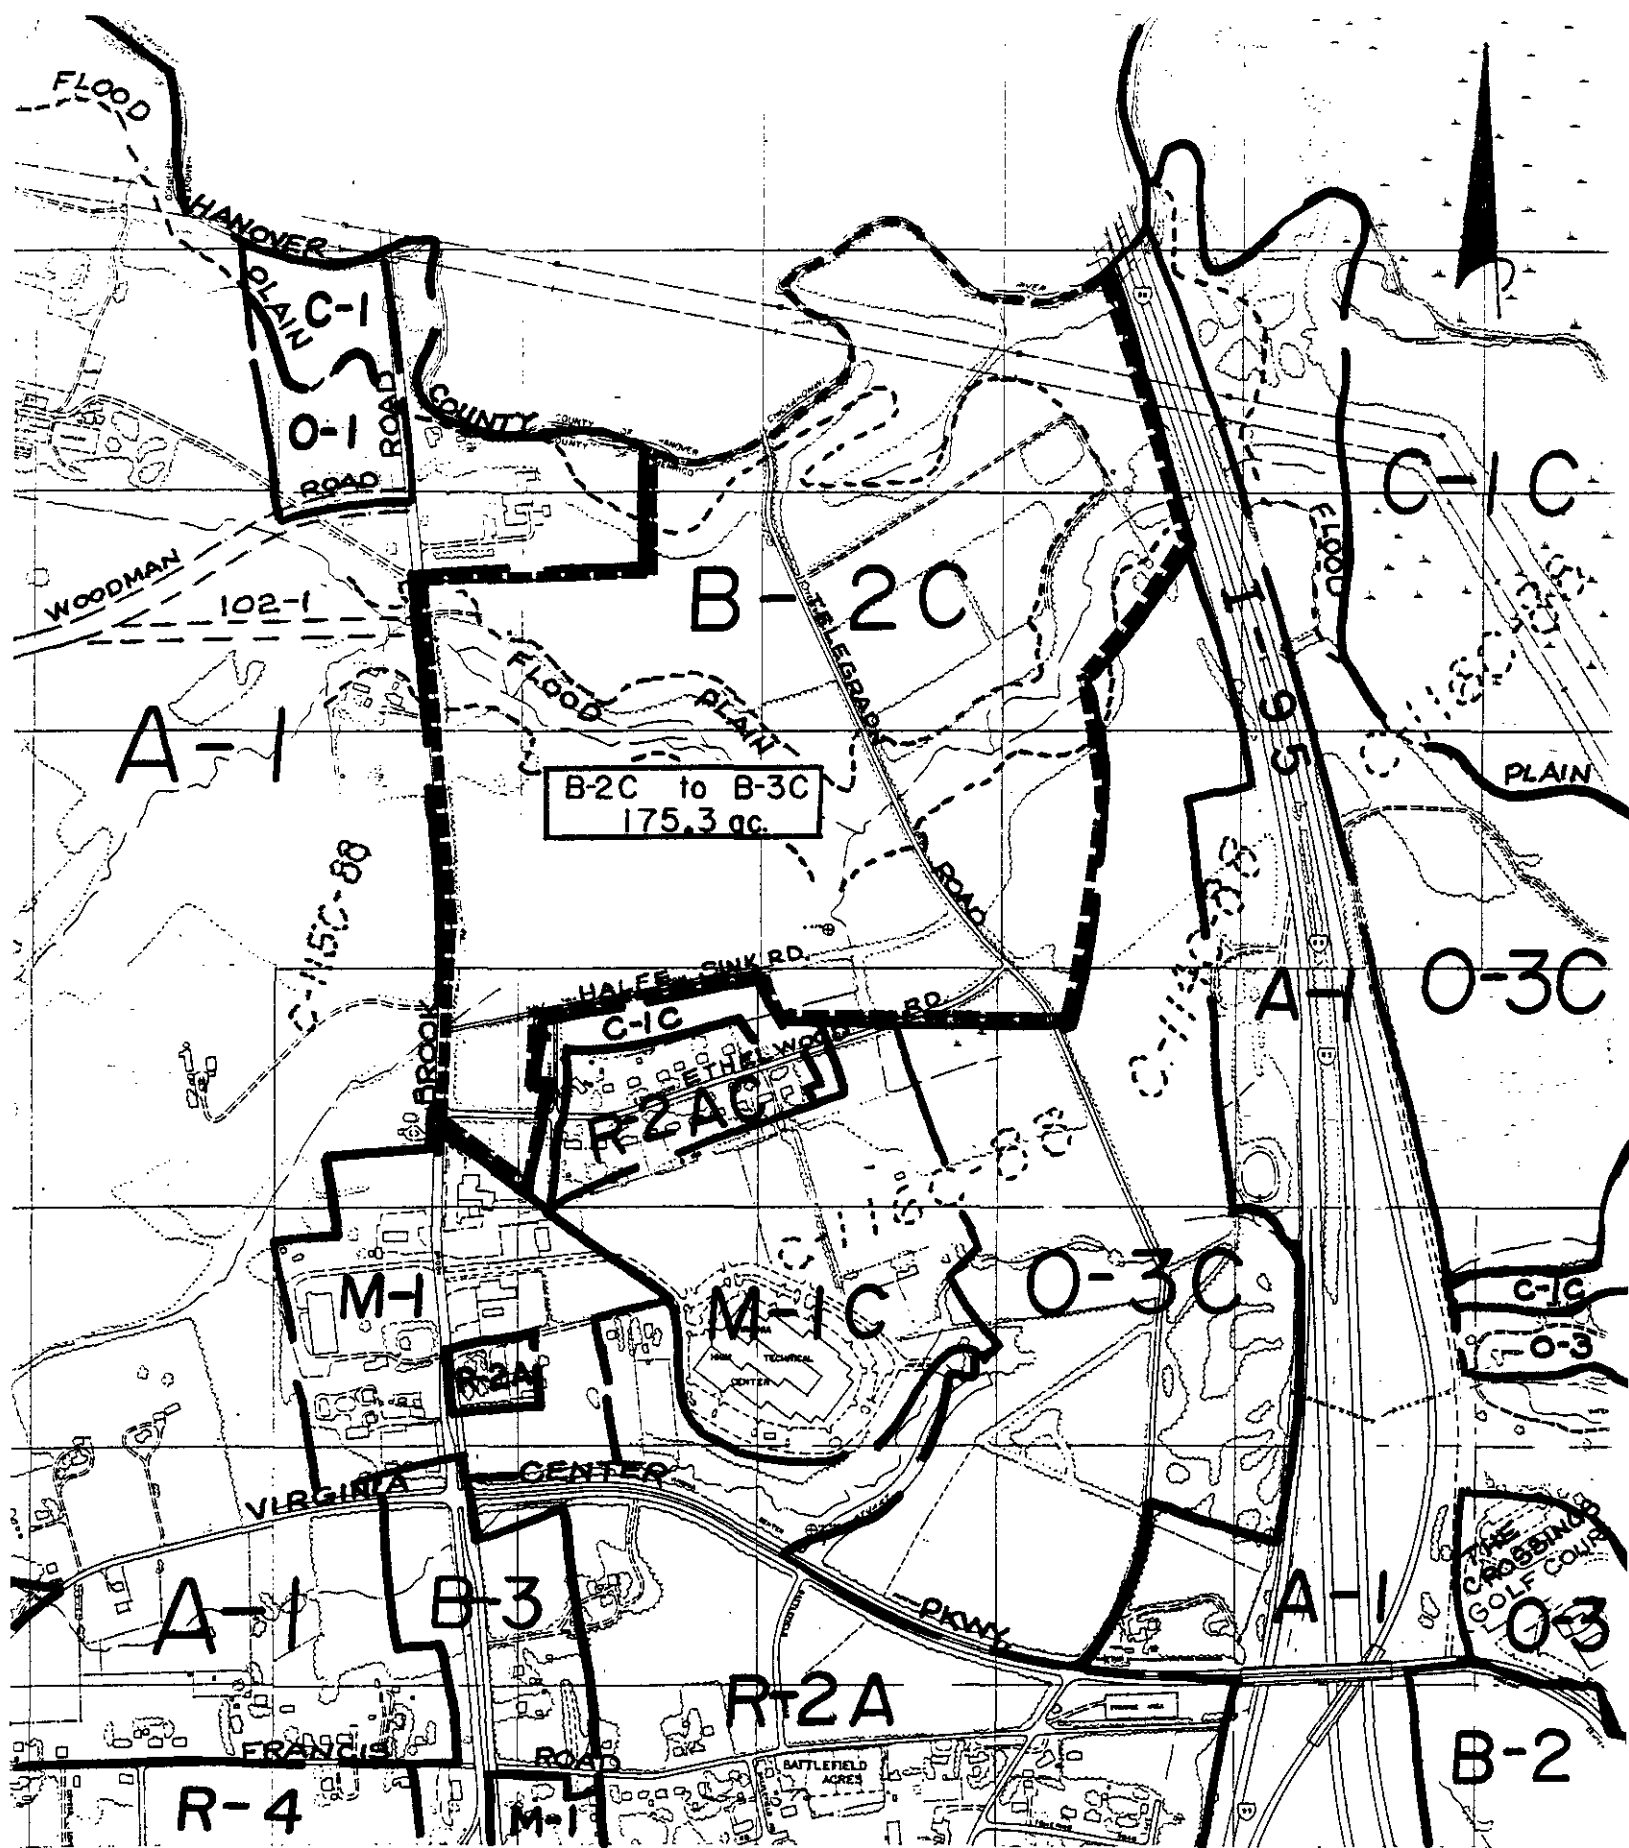 FLOOD
HANOVER
PLAIN
C-1
O-1
ROAD
ROAD
COUNTY
C-1C
FLOOD
WOODMAN
102-1
B-2C
TELEGRAPH
I-95
FLOOD
PLAIN
A-1
PLAIN
B-2C to B-3C
175.3 ac.
C-115C-88
ROAD
HALFE SINK RD.
C-1C
ETHELWOOD RD.
BROOK
R-2AC
A-1
O-3C
M-1
M-1C
O-3C
C-1C
O-3
TECHNICAL
CENTER
R-2A
VIRGINIA
CENTER
THE
CROSSINGS
GOLF COURSE
A-1
B-3
PKWY.
A-1
O-3
R-2A
B-2
FRANCIS
ROAD
BATTLEFIELD
ACRES
R-4
M-1